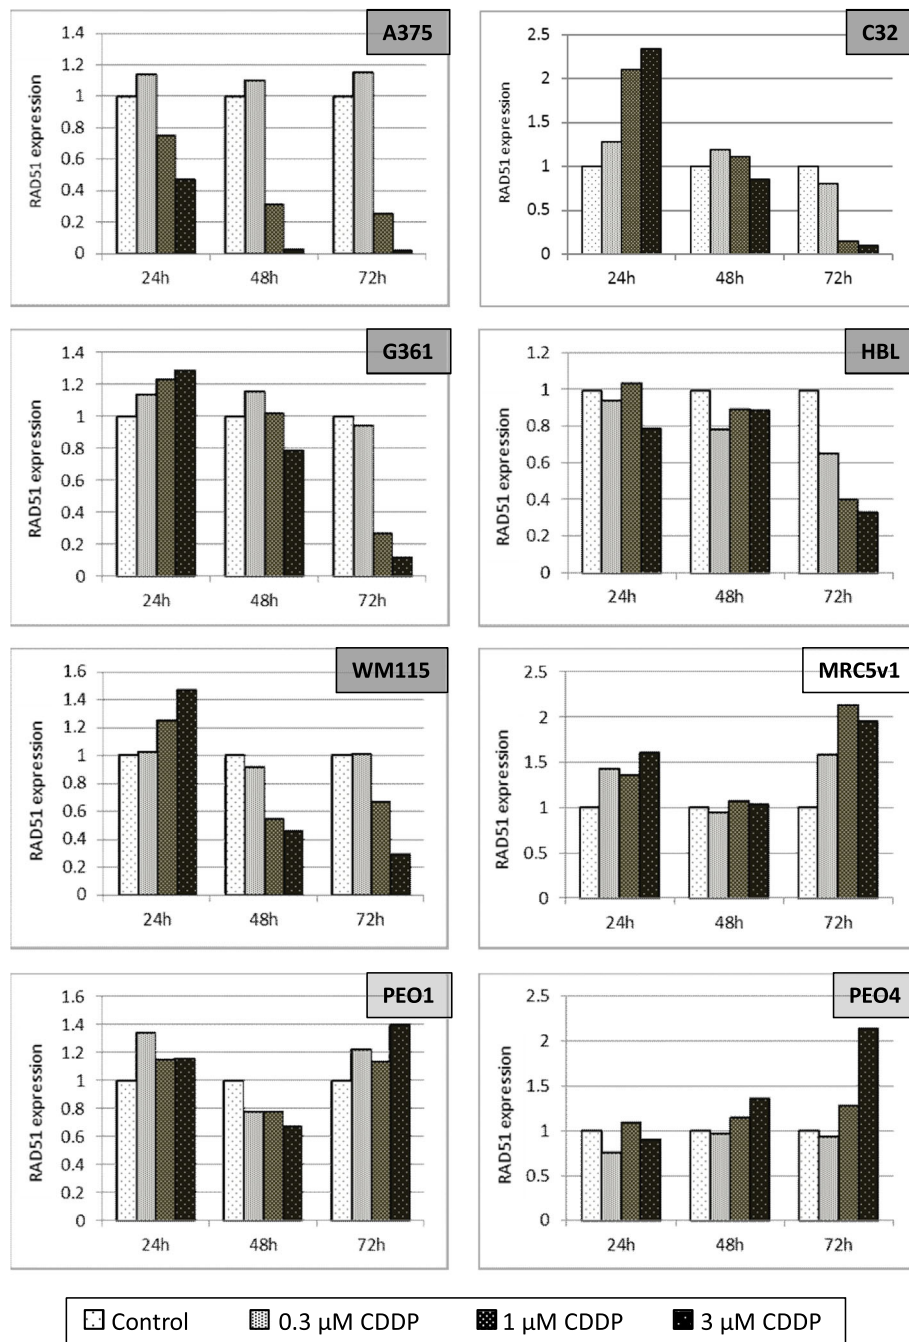 A375
RAD51 expression
1.4
1.2
1
0.8
0.6
0.4
0.2
0
24h 48h 72h
C32
RAD51 expression
2.5
2
1.5
1
0.5
0
24h 48h 72h
G361
RAD51 expression
1.4
1.2
1
0.8
0.6
0.4
0.2
0
24h 48h 72h
HBL
RAD51 expression
1.2
1
0.8
0.6
0.4
0.2
0
24h 48h 72h
WM115
RAD51 expression
1.6
1.4
1.2
1
0.8
0.6
0.4
0.2
0
24h 48h 72h
MRC5v1
RAD51 expression
2.5
2
1.5
1
0.5
0
24h 48h 72h
PEO1
RAD51 expression
1.6
1.4
1.2
1
0.8
0.6
0.4
0.2
0
24h 48h 72h
PEO4
RAD51 expression
2.5
2
1.5
1
0.5
0
24h 48h 72h
Control 0.3 μM CDDP 1 μM CDDP 3 μM CDDP